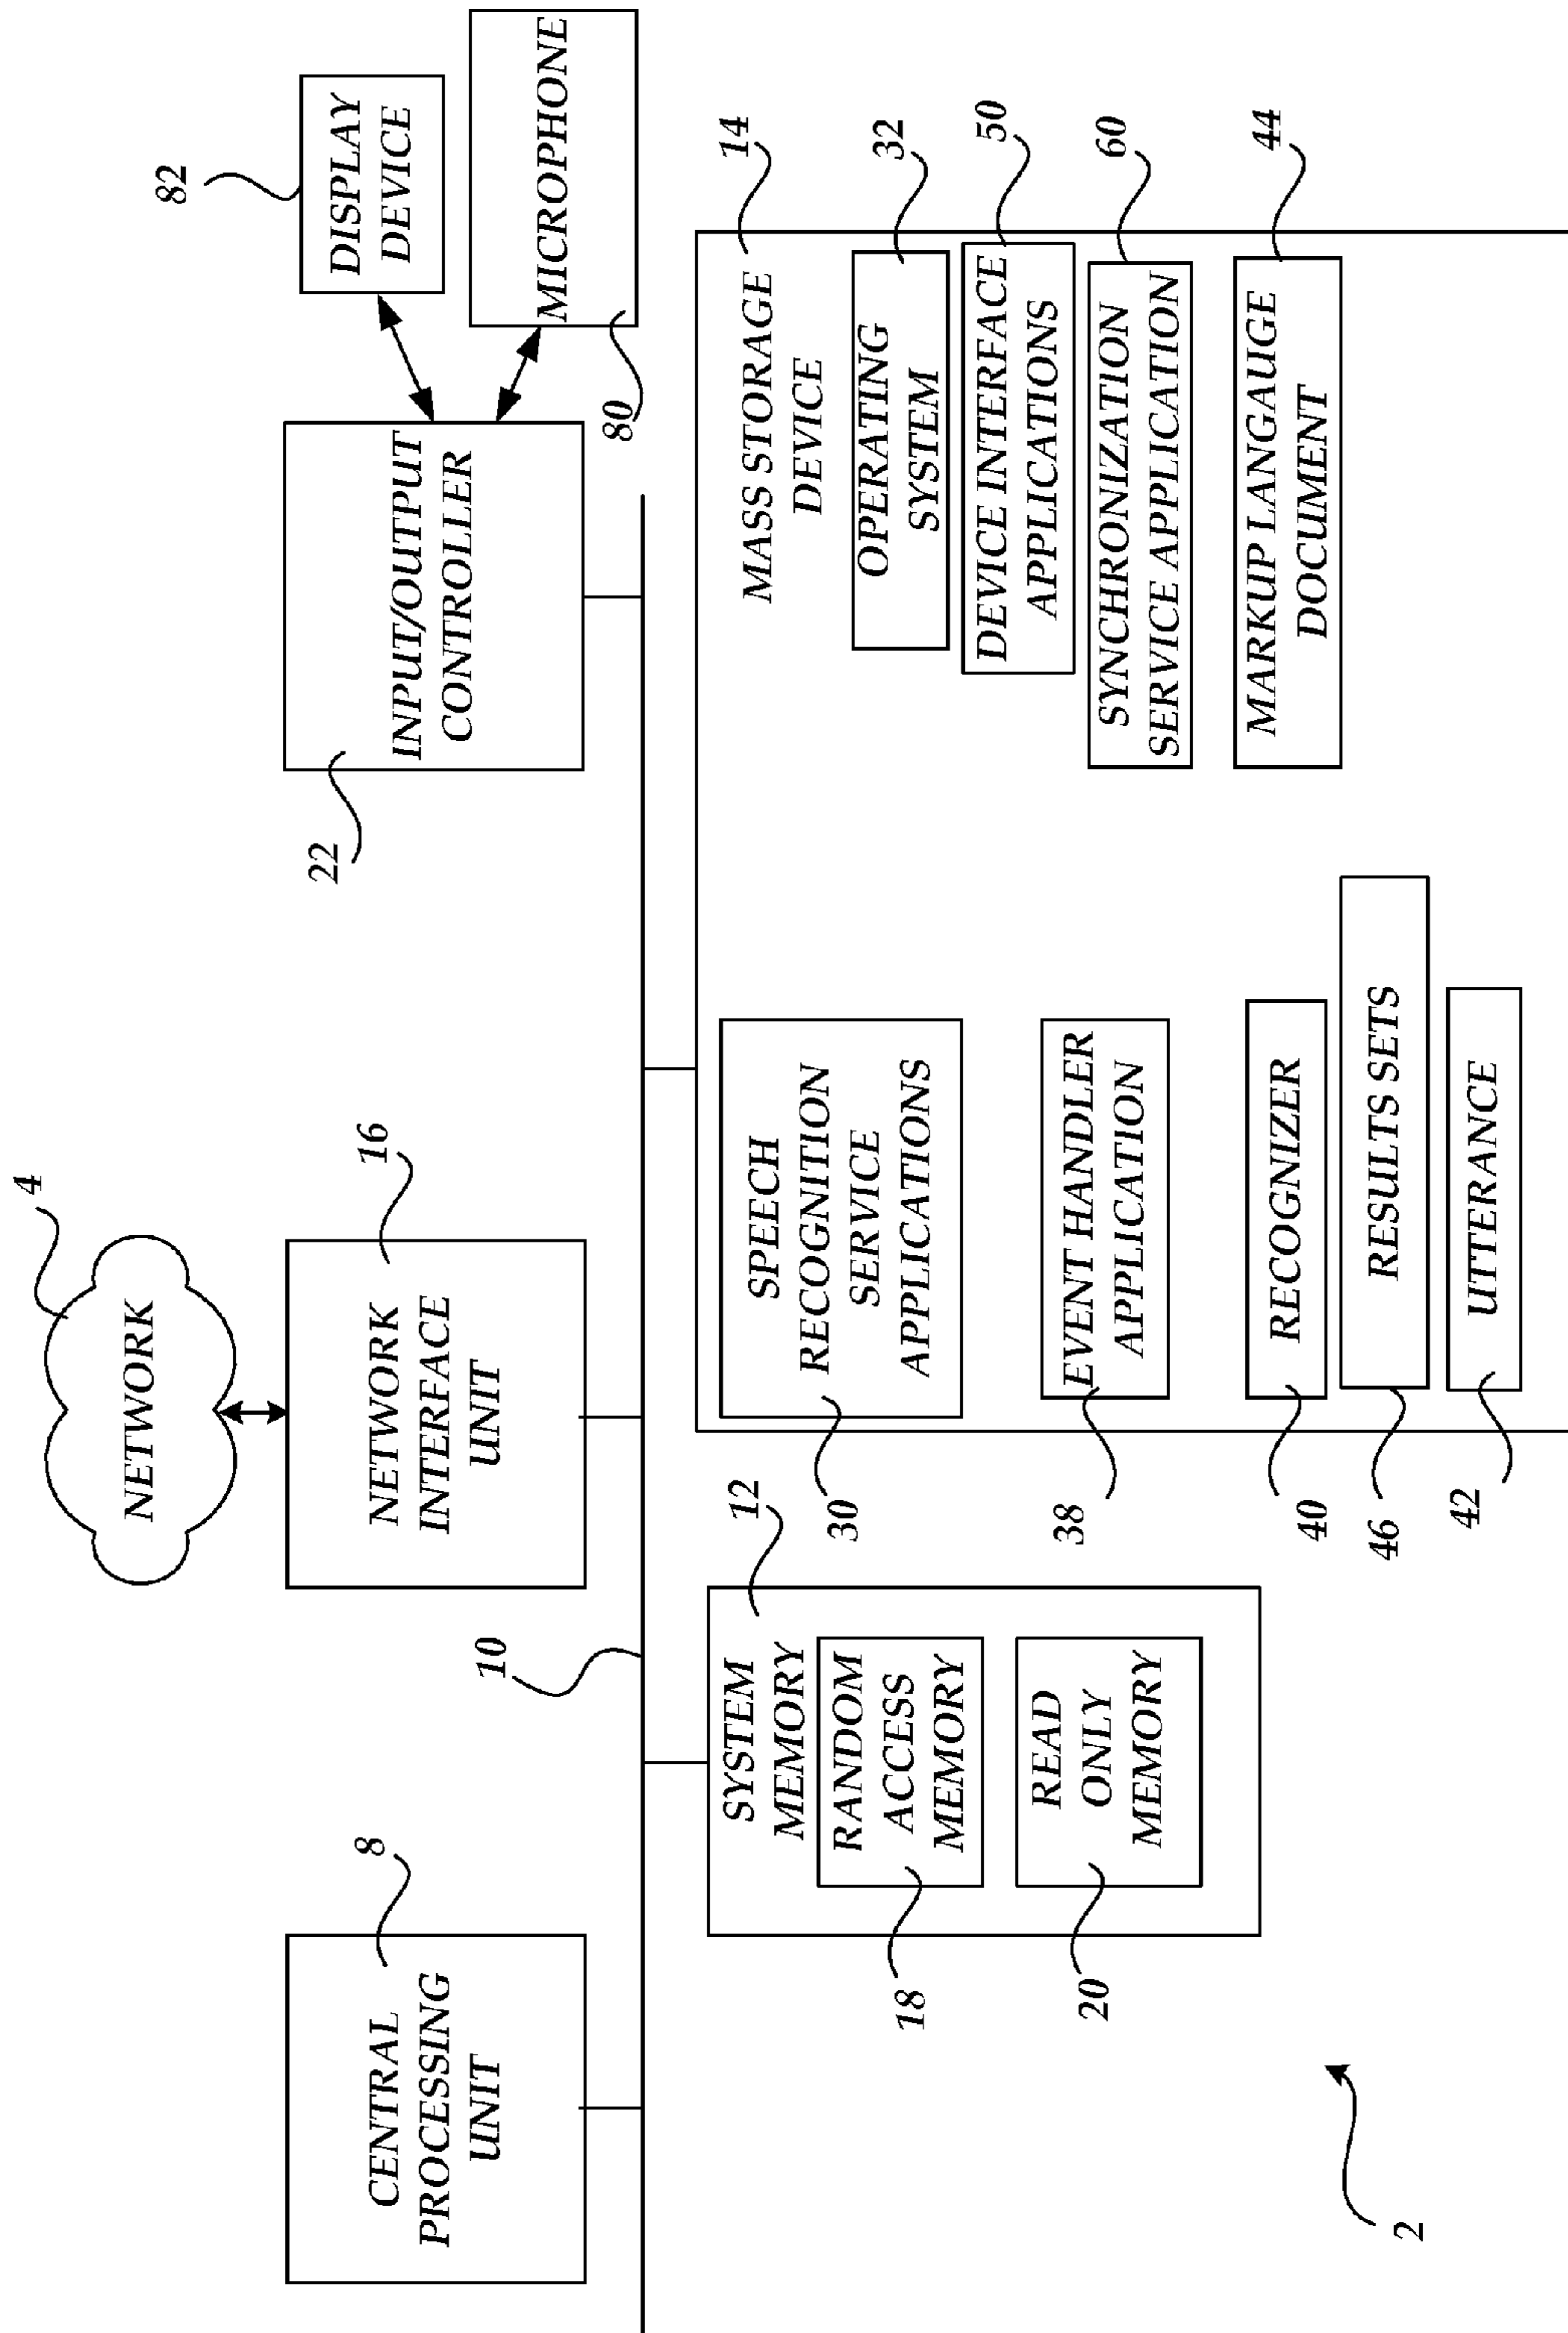 4
NETWORK
82
DISPLAY
DEVICE
MICROPHONE
80
8
CENTRAL
PROCESSING
UNIT
16
NETWORK
INTERFACE
UNIT
22
INPUT/OUTPUT
CONTROLLER
10
12
SYSTEM
MEMORY
RANDOM
ACCESS
MEMORY
18
READ
ONLY
MEMORY
20
14
MASS STORAGE
DEVICE
SPEECH
RECOGNITION
SERVICE
APPLICATIONS
30
EVENT HANDLER
APPLICATION
38
RECOGNIZER
40
RESULTS SETS
46
UTTERANCE
42
OPERATING
SYSTEM
32
DEVICE INTERFACE
APPLICATIONS
50
SYNCHRONIZATION
SERVICE APPLICATION
60
MARKUP LANGAUGE
DOCUMENT
44
2